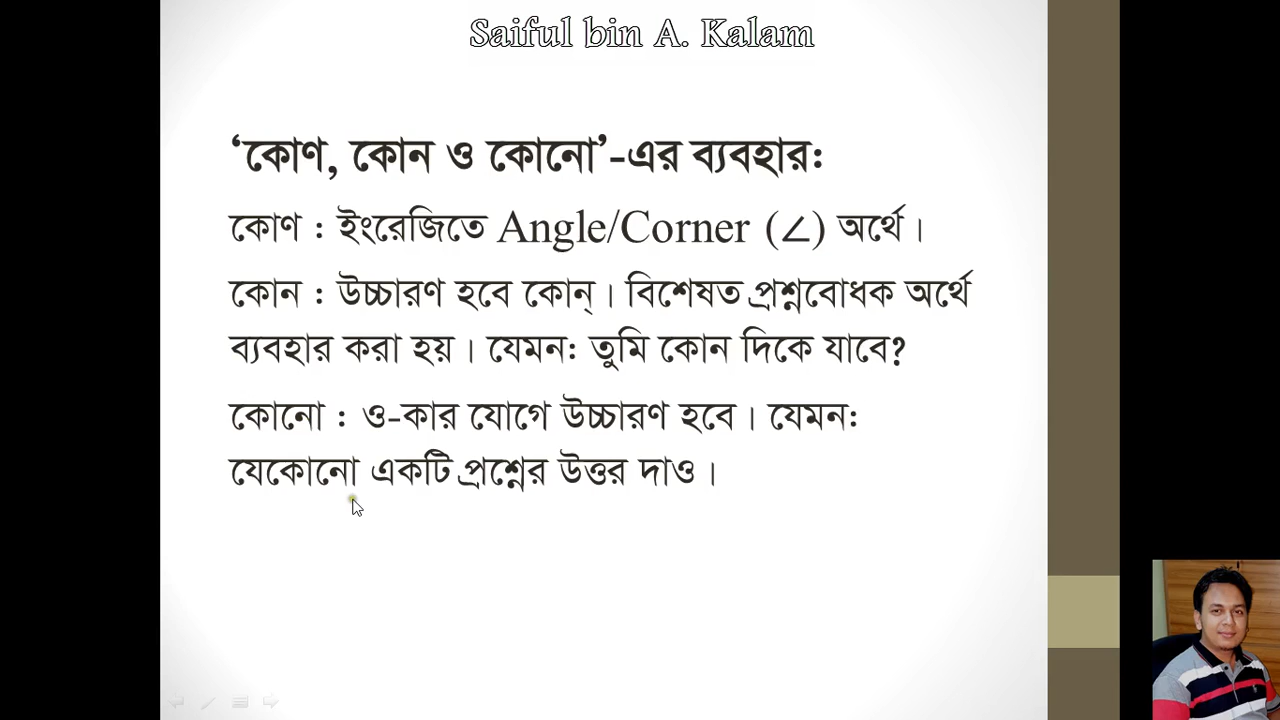 Saiful bin A. Kalam
‘কোণ, কোন ও কোনো’-এর ব্যবহার:
কোণ : ইংরেজিতে Angle/Corner (∠) অর্থে।
কোন : উচ্চারণ হবে কোন্। বিশেষত প্রশ্নবোধক অর্থে
ব্যবহার করা হয়। যেমন: তুমি কোন দিকে যাবে?
কোনো : ও-কার যোগে উচ্চারণ হবে। যেমন:
যেকোনো একটি প্রশ্নের উত্তর দাও।